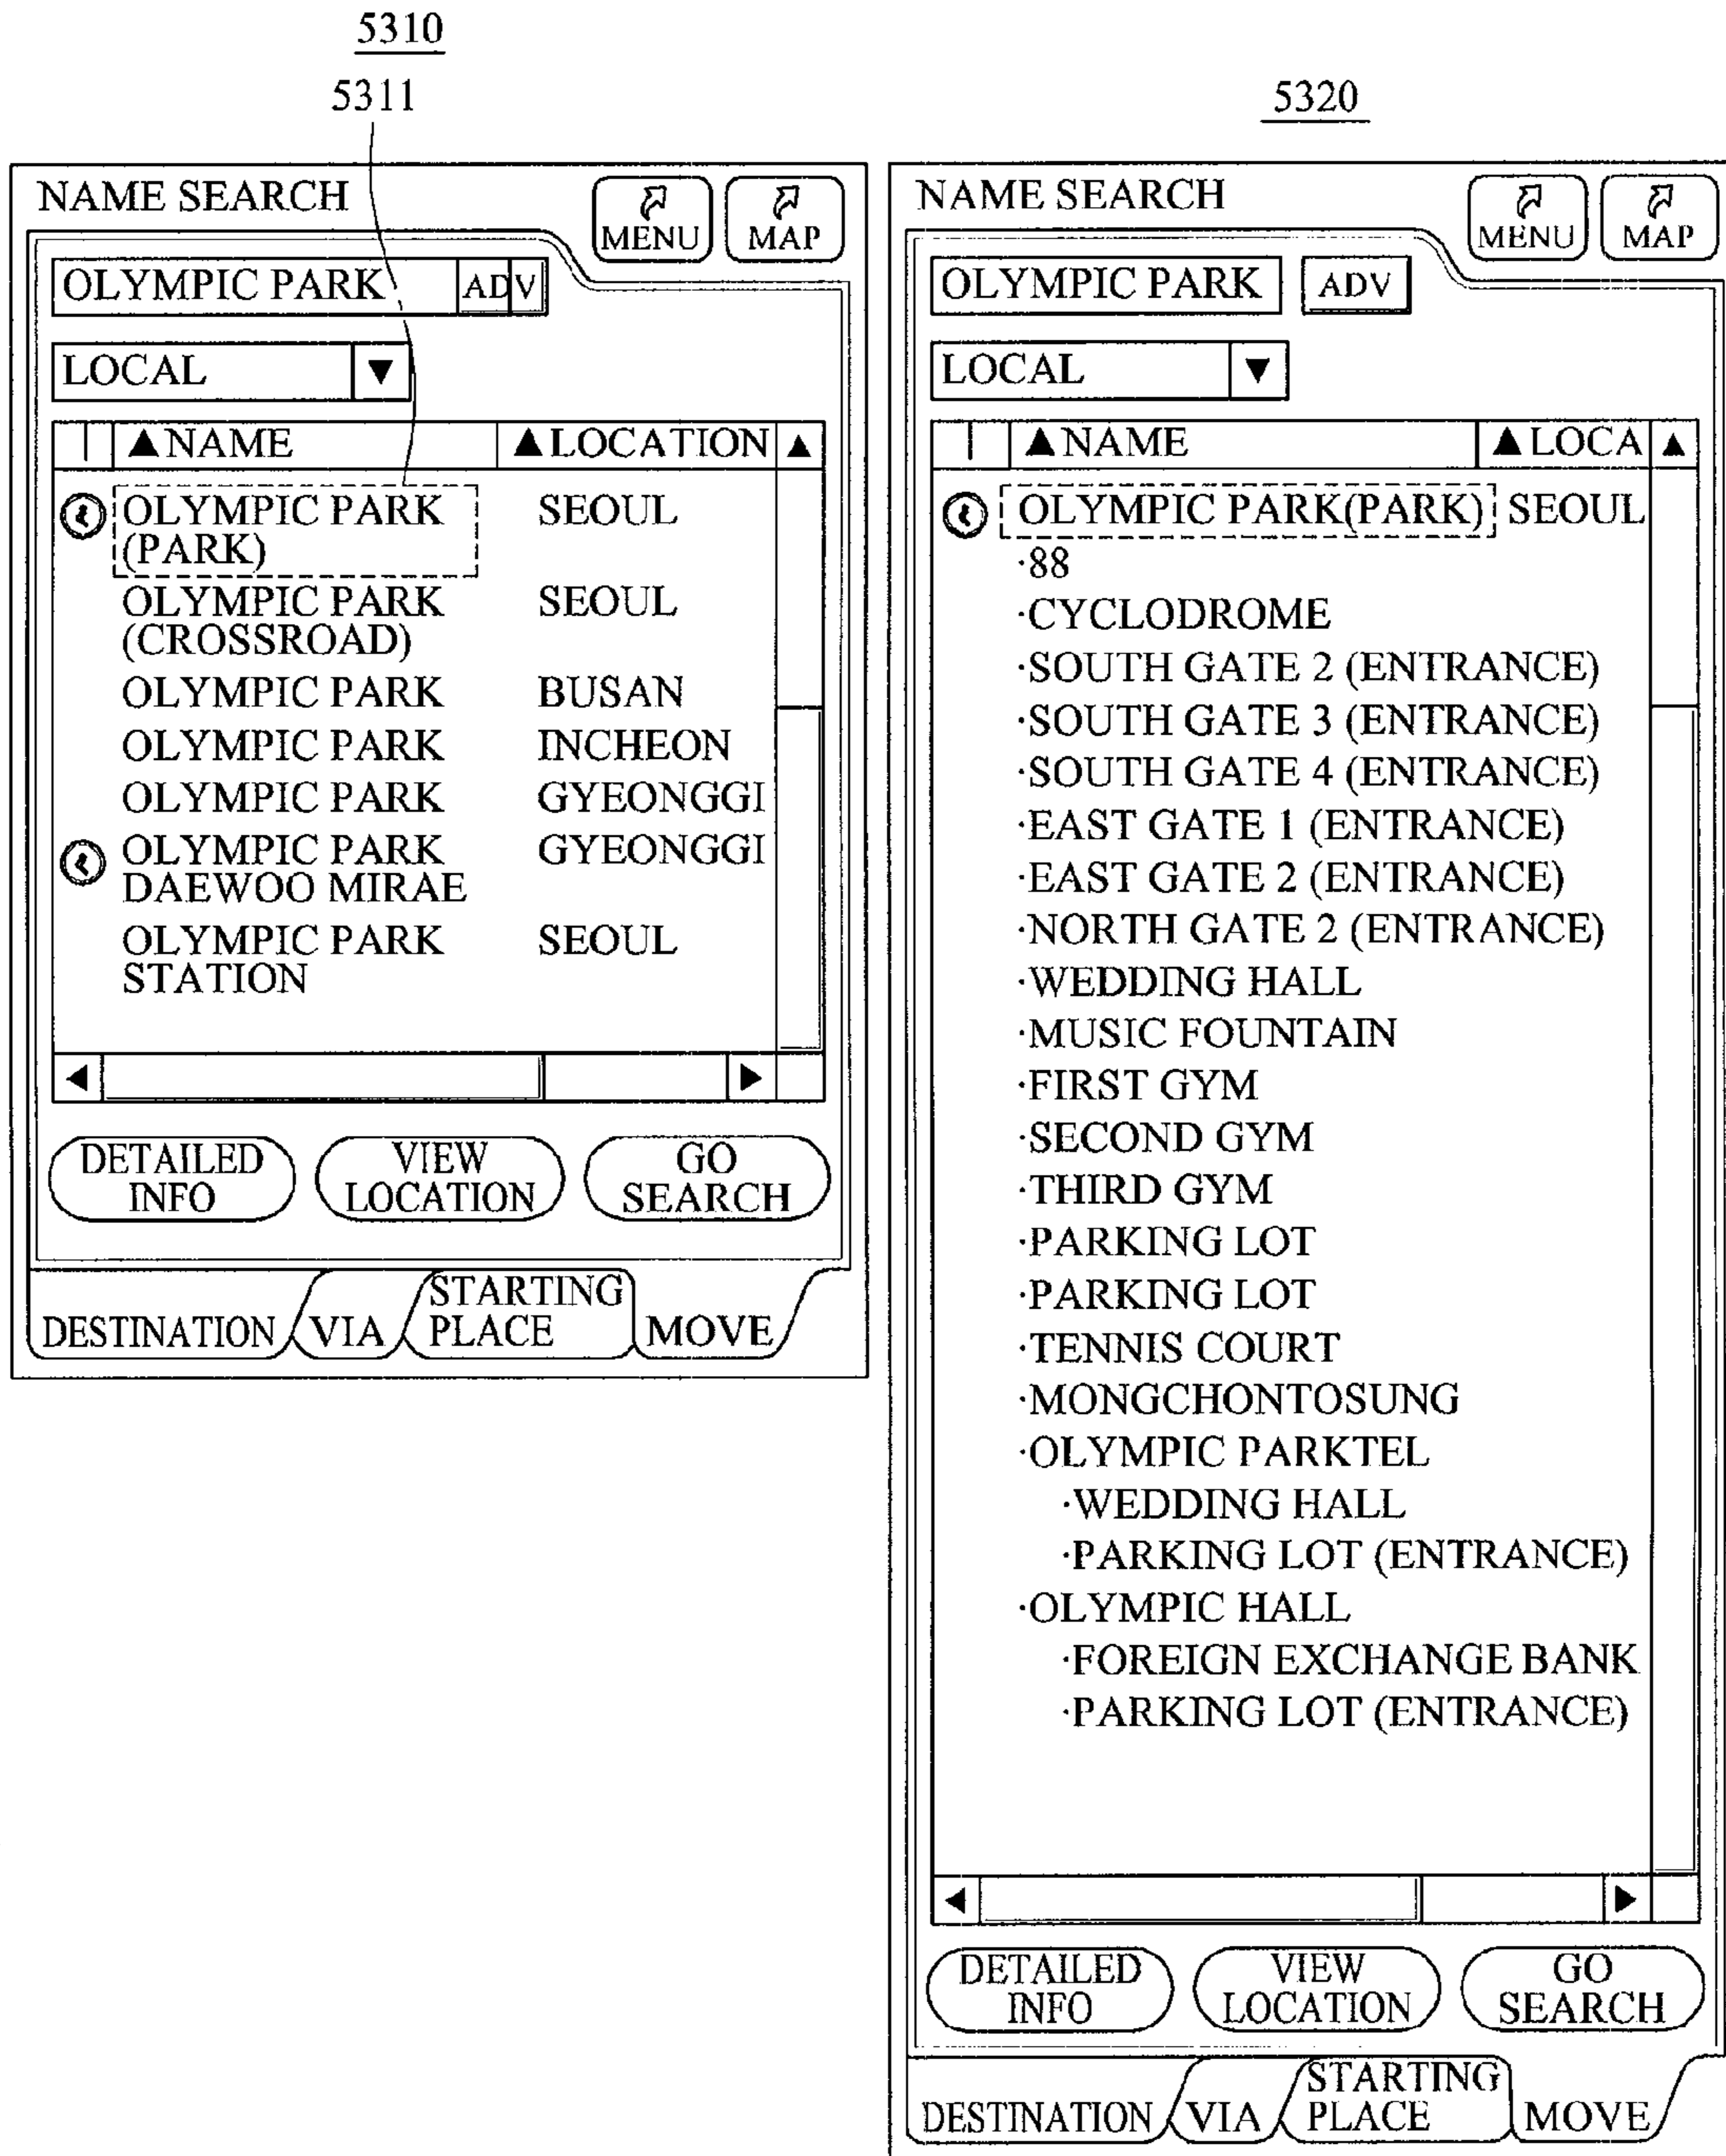 5310
5311
NAME SEARCH
MENU
MAP
OLYMPIC PARK
ADV
LOCAL ▼
▲NAME ▲LOCATION ▲
OLYMPIC PARK SEOUL
(PARK)
OLYMPIC PARK SEOUL
(CROSSROAD)
OLYMPIC PARK BUSAN
OLYMPIC PARK INCHEON
OLYMPIC PARK GYEONGGI
OLYMPIC PARK GYEONGGI
DAEWOO MIRAE
OLYMPIC PARK SEOUL
STATION
DETAILED
INFO
VIEW
LOCATION
GO
SEARCH
DESTINATION
VIA
STARTING
PLACE
MOVE
5320
NAME SEARCH
MENU
MAP
OLYMPIC PARK
ADV
LOCAL ▼
▲NAME ▲LOCA ▲
OLYMPIC PARK(PARK) SEOUL
·88
·CYCLODROME
·SOUTH GATE 2 (ENTRANCE)
·SOUTH GATE 3 (ENTRANCE)
·SOUTH GATE 4 (ENTRANCE)
·EAST GATE 1 (ENTRANCE)
·EAST GATE 2 (ENTRANCE)
·NORTH GATE 2 (ENTRANCE)
·WEDDING HALL
·MUSIC FOUNTAIN
·FIRST GYM
·SECOND GYM
·THIRD GYM
·PARKING LOT
·PARKING LOT
·TENNIS COURT
·MONGCHONTOSUNG
·OLYMPIC PARKTEL
·WEDDING HALL
·PARKING LOT (ENTRANCE)
·OLYMPIC HALL
·FOREIGN EXCHANGE BANK
·PARKING LOT (ENTRANCE)
DETAILED
INFO
VIEW
LOCATION
GO
SEARCH
DESTINATION
VIA
STARTING
PLACE
MOVE